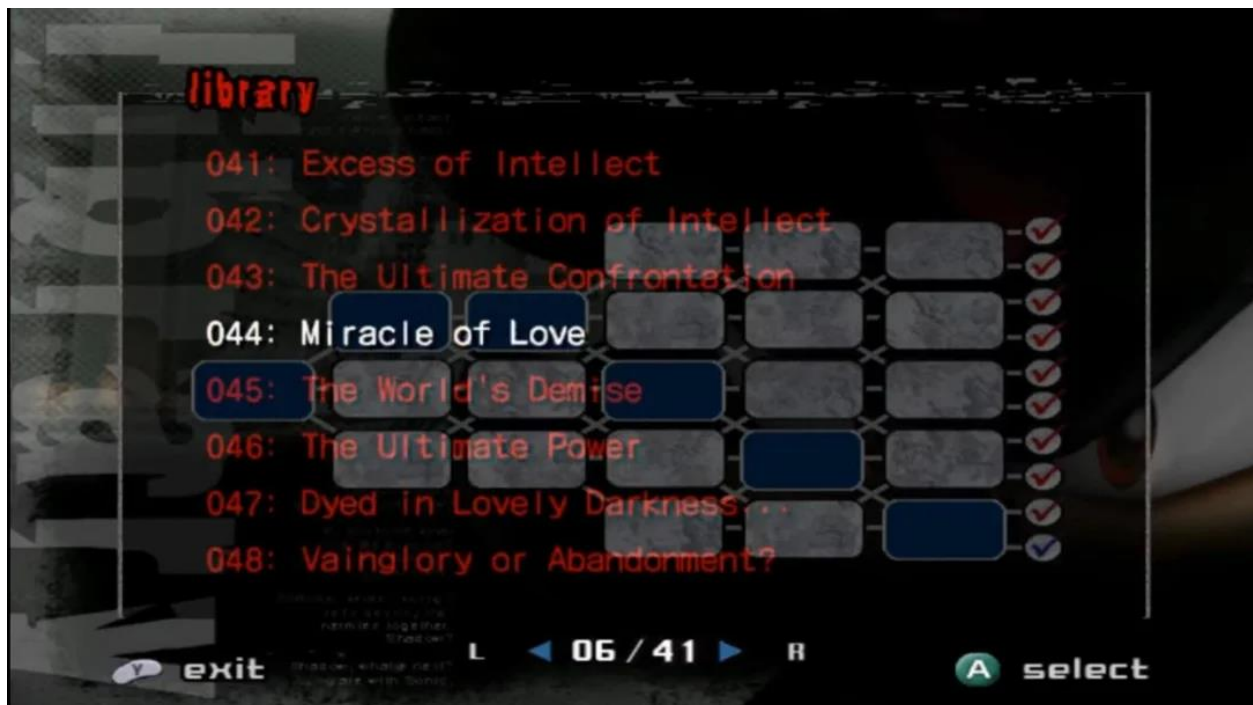 library
041: Excess of Intellect
042: Crystallization of Intellect
043: The Ultimate Confrontation
044: Miracle of Love
045: The World's Demise
046: The Ultimate Power
047: Dyed in Lovely Darkness...
048: Vainglory or Abandonment?
L ◀ 06/41 ▶ R
Y exit
A select